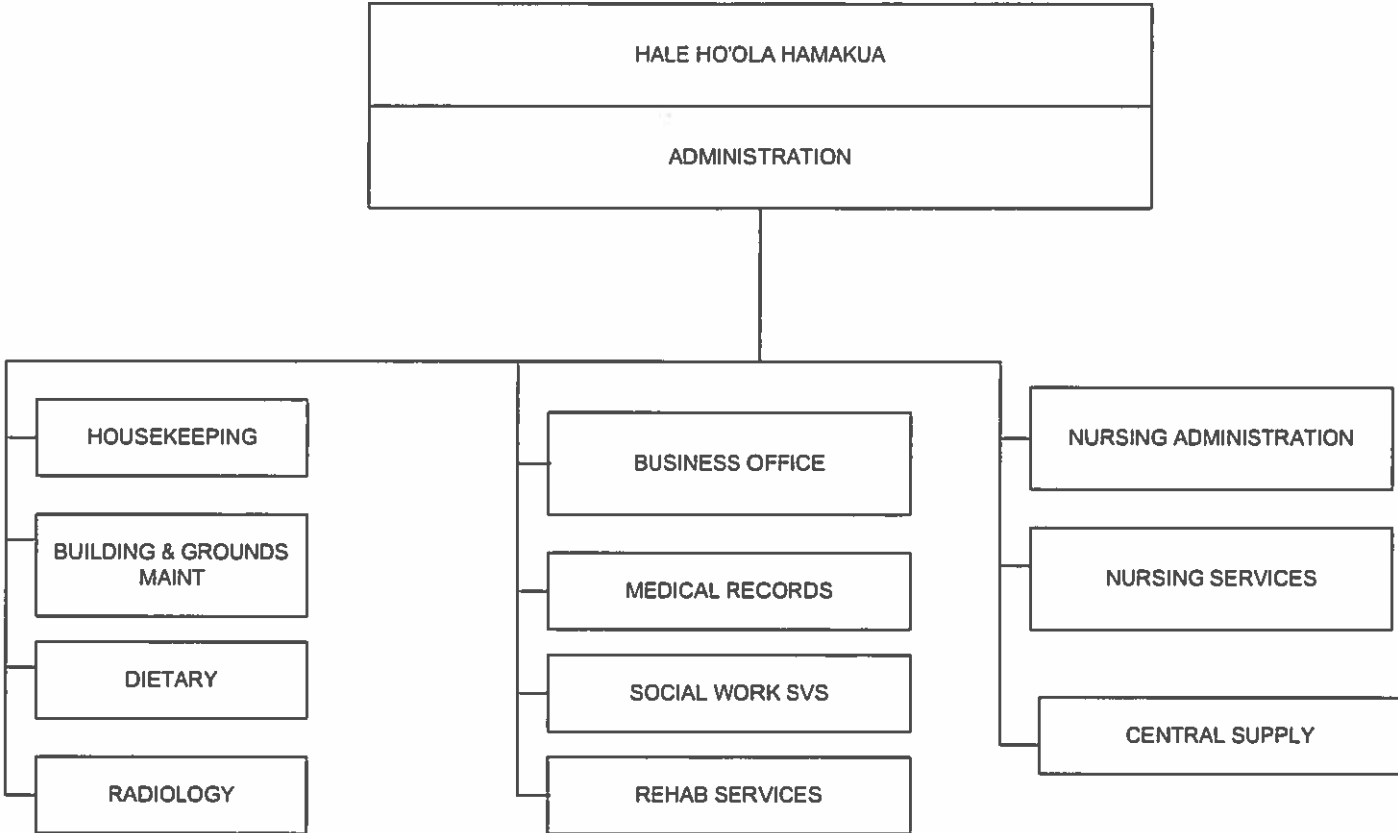 HALE HO'OLA HAMAKUA
ADMINISTRATION
HOUSEKEEPING
BUILDING & GROUNDS
MAINT
DIETARY
RADIOLOGY
BUSINESS OFFICE
MEDICAL RECORDS
SOCIAL WORK SVS
REHAB SERVICES
NURSING ADMINISTRATION
NURSING SERVICES
CENTRAL SUPPLY